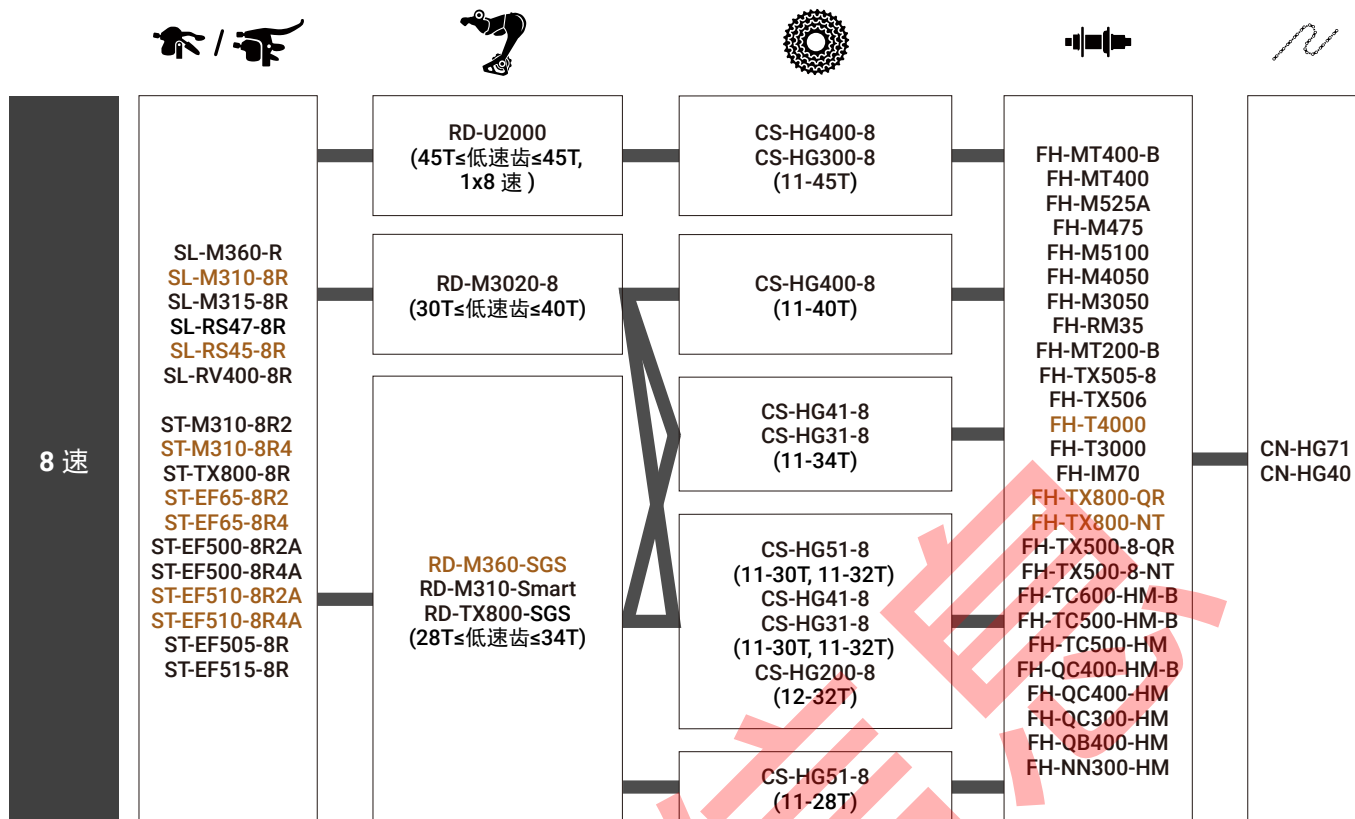 8 速
SL-M360-R
SL-M310-8R
SL-M315-8R
SL-RS47-8R
SL-RS45-8R
SL-RV400-8R
ST-M310-8R2
ST-M310-8R4
ST-TX800-8R
ST-EF65-8R2
ST-EF65-8R4
ST-EF500-8R2A
ST-EF500-8R4A
ST-EF510-8R2A
ST-EF510-8R4A
ST-EF505-8R
ST-EF515-8R
RD-U2000
(45T≤低速齿≤45T,
1x8 速 )
RD-M3020-8
(30T≤低速齿≤40T)
RD-M360-SGS
RD-M310-Smart
RD-TX800-SGS
(28T≤低速齿≤34T)
CS-HG400-8
CS-HG300-8
(11-45T)
CS-HG400-8
(11-40T)
CS-HG41-8
CS-HG31-8
(11-34T)
CS-HG51-8
(11-30T, 11-32T)
CS-HG41-8
CS-HG31-8
(11-30T, 11-32T)
CS-HG200-8
(12-32T)
CS-HG51-8
(11-28T)
FH-MT400-B
FH-MT400
FH-M525A
FH-M475
FH-M5100
FH-M4050
FH-M3050
FH-RM35
FH-MT200-B
FH-TX505-8
FH-TX506
FH-T4000
FH-T3000
FH-IM70
FH-TX800-QR
FH-TX800-NT
FH-TX500-8-QR
FH-TX500-8-NT
FH-TC600-HM-B
FH-TC500-HM-B
FH-TC500-HM
FH-QC400-HM-B
FH-QC400-HM
FH-QC300-HM
FH-QB400-HM
FH-NN300-HM
CN-HG71
CN-HG40
息